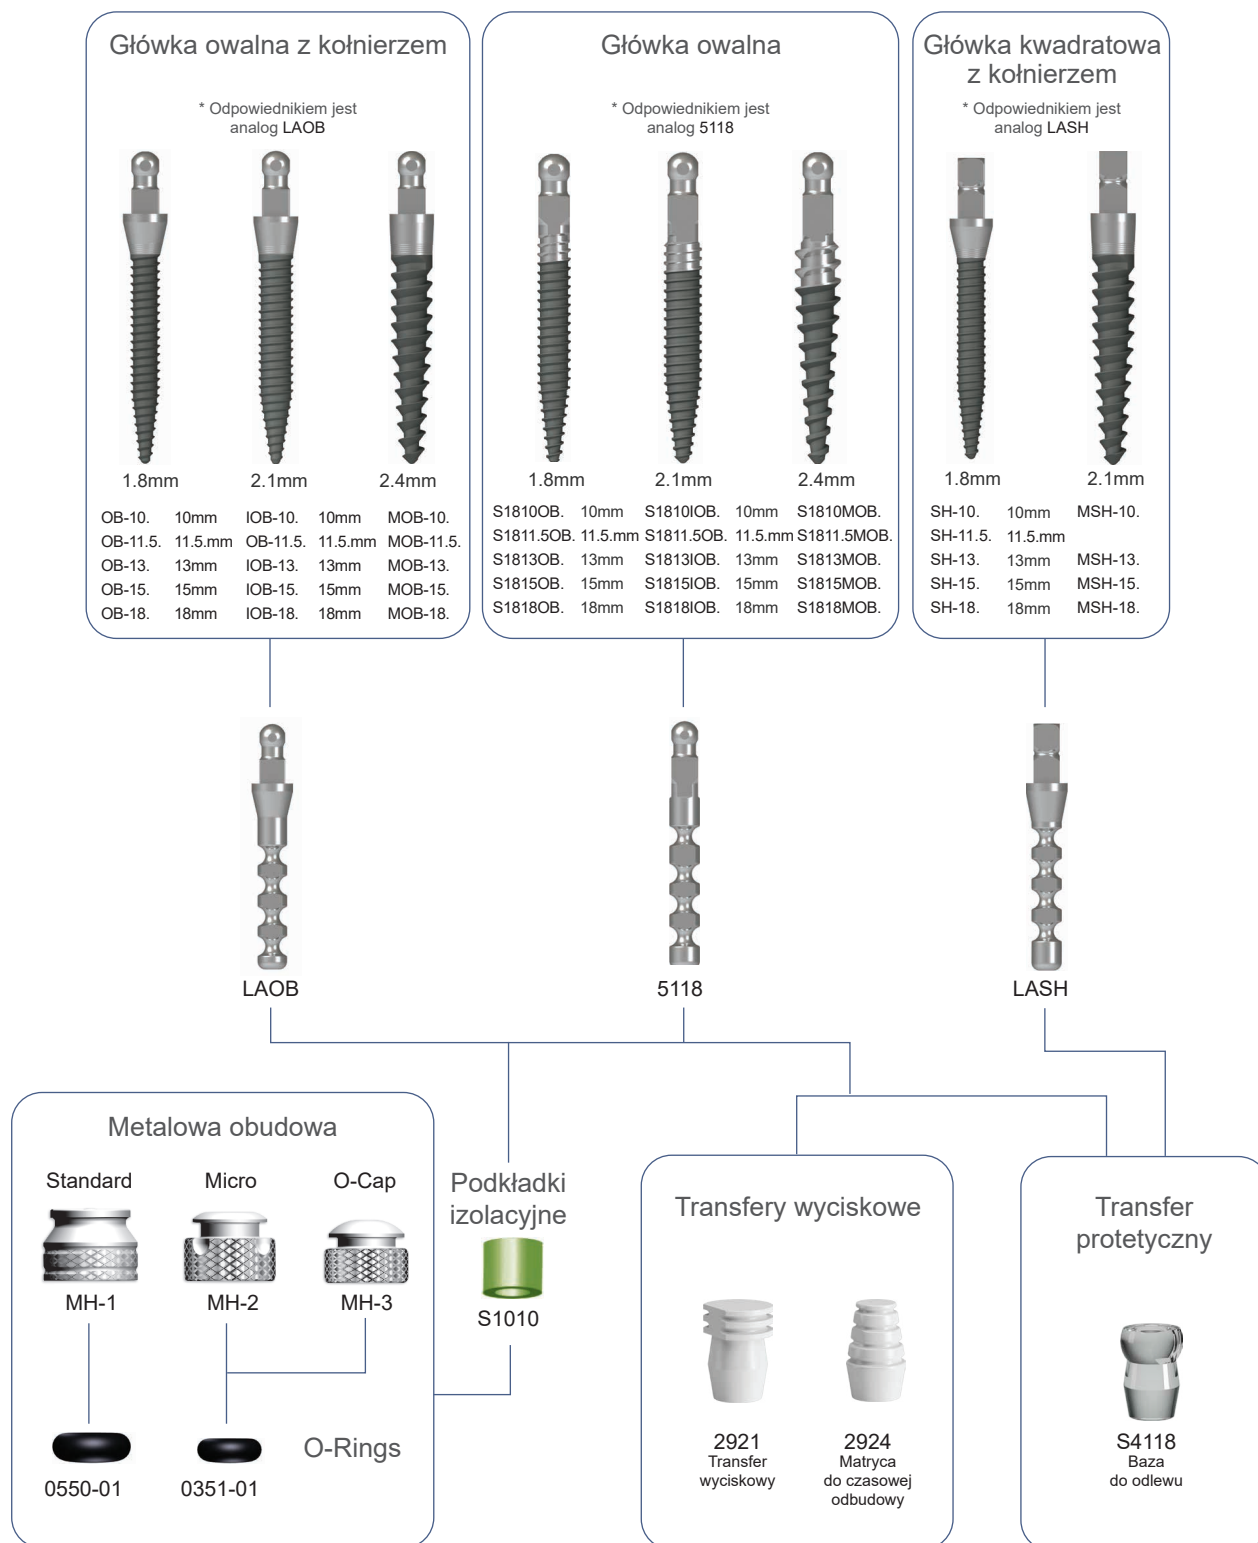 Główka owalna z kołnierzem
* Odpowiednikiem jest
analog LAOB
1.8mm 2.1mm 2.4mm
OB-10. 10mm IOB-10. 10mm MOB-10.
OB-11.5. 11.5.mm OB-11.5. 11.5.mm MOB-11.5.
OB-13. 13mm IOB-13. 13mm MOB-13.
OB-15. 15mm IOB-15. 15mm MOB-15.
OB-18. 18mm IOB-18. 18mm MOB-18.
Główka owalna
* Odpowiednikiem jest
analog 5118
1.8mm 2.1mm 2.4mm
S1810OB. 10mm S1810IOB. 10mm S1810MOB.
S1811.5OB. 11.5.mm S1811.5OB. 11.5.mm S1811.5MOB.
S1813OB. 13mm S1813IOB. 13mm S1813MOB.
S1815OB. 15mm S1815IOB. 15mm S1815MOB.
S1818OB. 18mm S1818IOB. 18mm S1818MOB.
Główka kwadratowa
z kołnierzem
* Odpowiednikiem jest
analog LASH
1.8mm 2.1mm
SH-10. 10mm MSH-10.
SH-11.5. 11.5.mm
SH-13. 13mm MSH-13.
SH-15. 15mm MSH-15.
SH-18. 18mm MSH-18.
LAOB
5118
LASH
Metalowa obudowa
Standard Micro O-Cap
MH-1 MH-2 MH-3
O-Rings
0550-01 0351-01
Podkładki
izolacyjne
S1010
Transfery wyciskowe
2921
Transfer
wyciskowy
2924
Matryca
do czasowej
odbudowy
Transfer
protetyczny
S4118
Baza
do odlewu